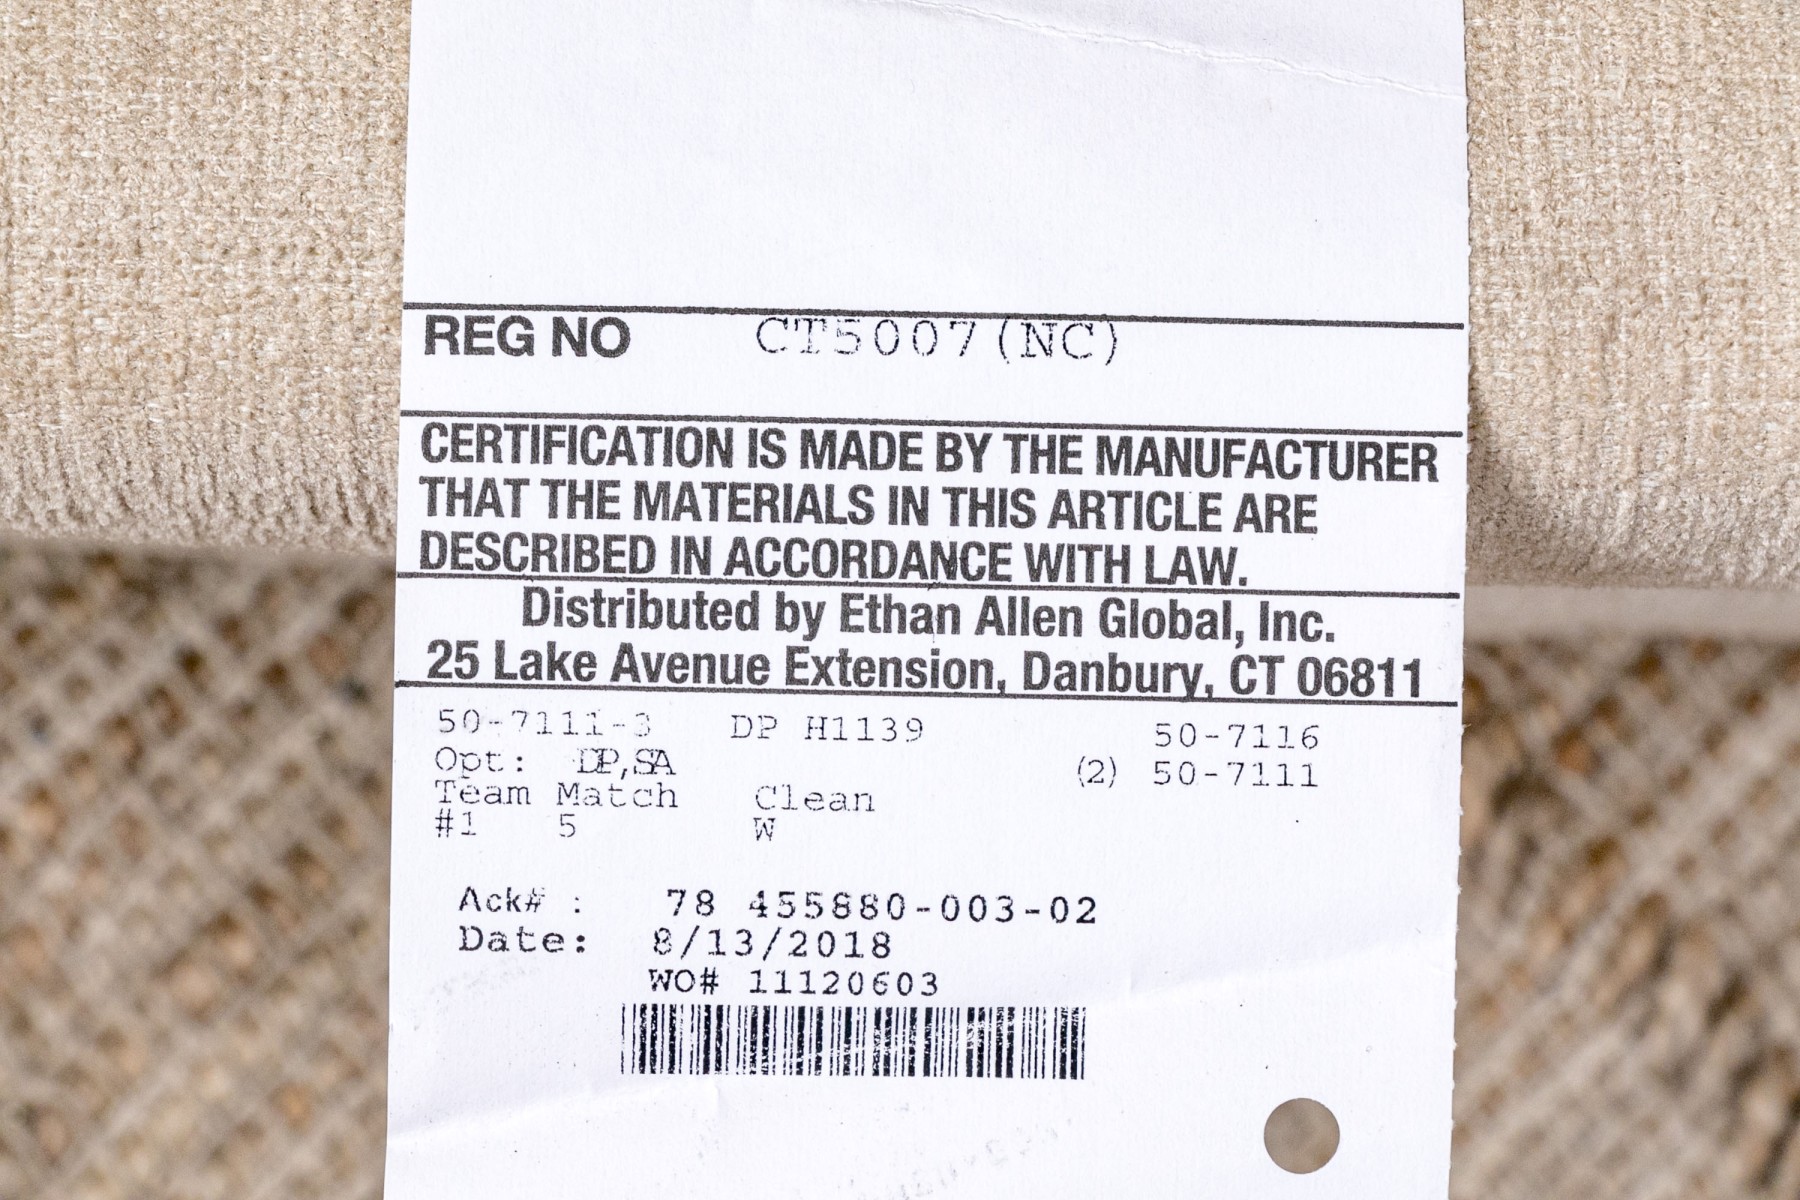 REG NO CT5007(NC)
CERTIFICATION IS MADE BY THE MANUFACTURER
THAT THE MATERIALS IN THIS ARTICLE ARE
DESCRIBED IN ACCORDANCE WITH LAW.
Distributed by Ethan Allen Global, Inc.
25 Lake Avenue Extension, Danbury, CT 06811
50-7111-3 DP H1139 50-7116
Opt: DP,SA (2) 50-7111
Team Match Clean
#1 5 W
Ack# : 78 455880-003-02
Date: 8/13/2018
WO# 11120603